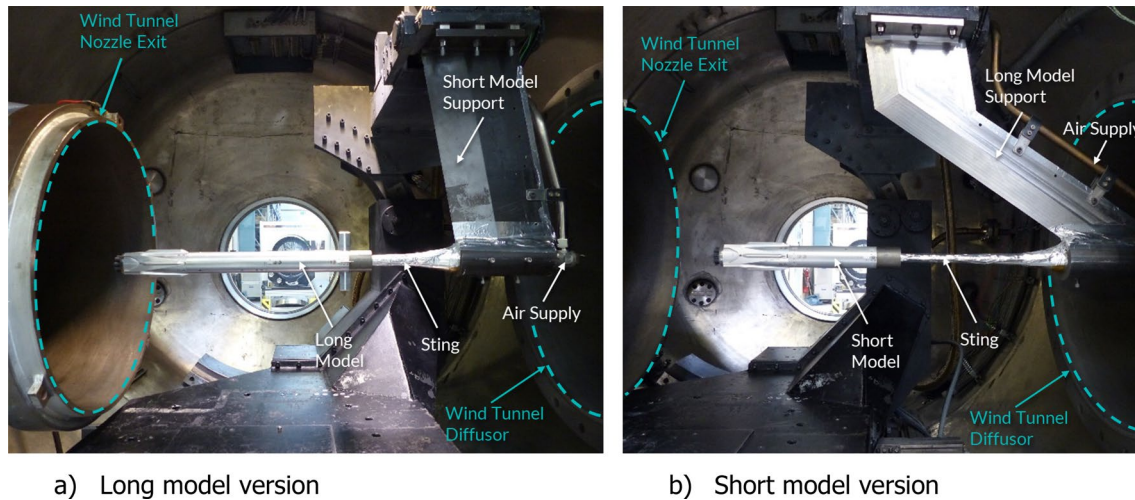 Wind Tunnel
Nozzle Exit
Short Model
Support
Air Supply
Long
Model
Sting
Wind Tunnel
Diffusor
Wind Tunnel
Nozzle Exit
Long Model
Support
Air Supply
Short
Model
Sting
Wind Tunnel
Diffusor
a) Long model version
b) Short model version